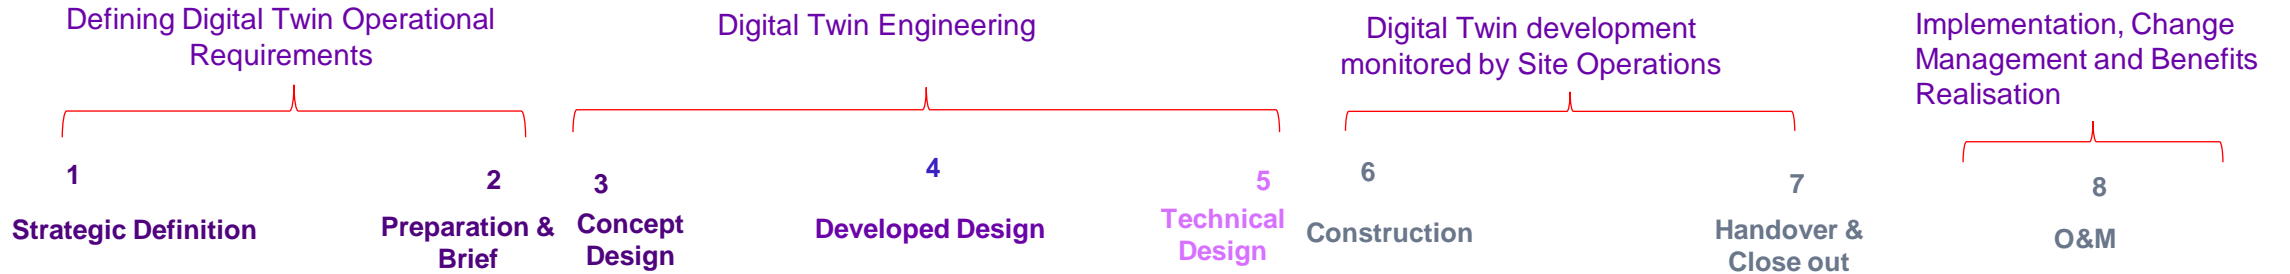 Defining Digital Twin Operational
Requirements
Digital Twin Engineering
Digital Twin development
monitored by Site Operations
Implementation, Change
Management and Benefits
Realisation
1
Strategic Definition
2
Preparation &
Brief
3
Concept
Design
4
Developed Design
5
Technical
Design
6
Construction
7
Handover &
Close out
8
O&M